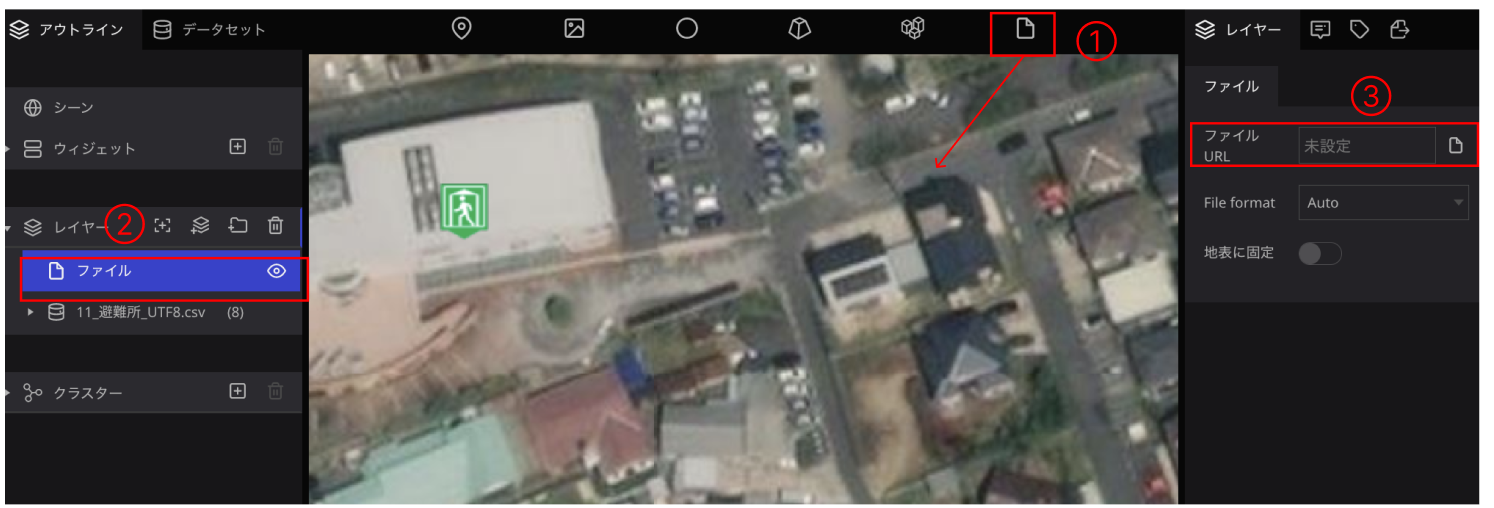 アウトライン
データセット
①
レイヤー
シーン
ウィジェット
レイヤー
②
ファイル
11_避難所_UTF8.csv (8)
クラスター
ファイル
③
ファイル
URL
未設定
File format
Auto
地表に固定